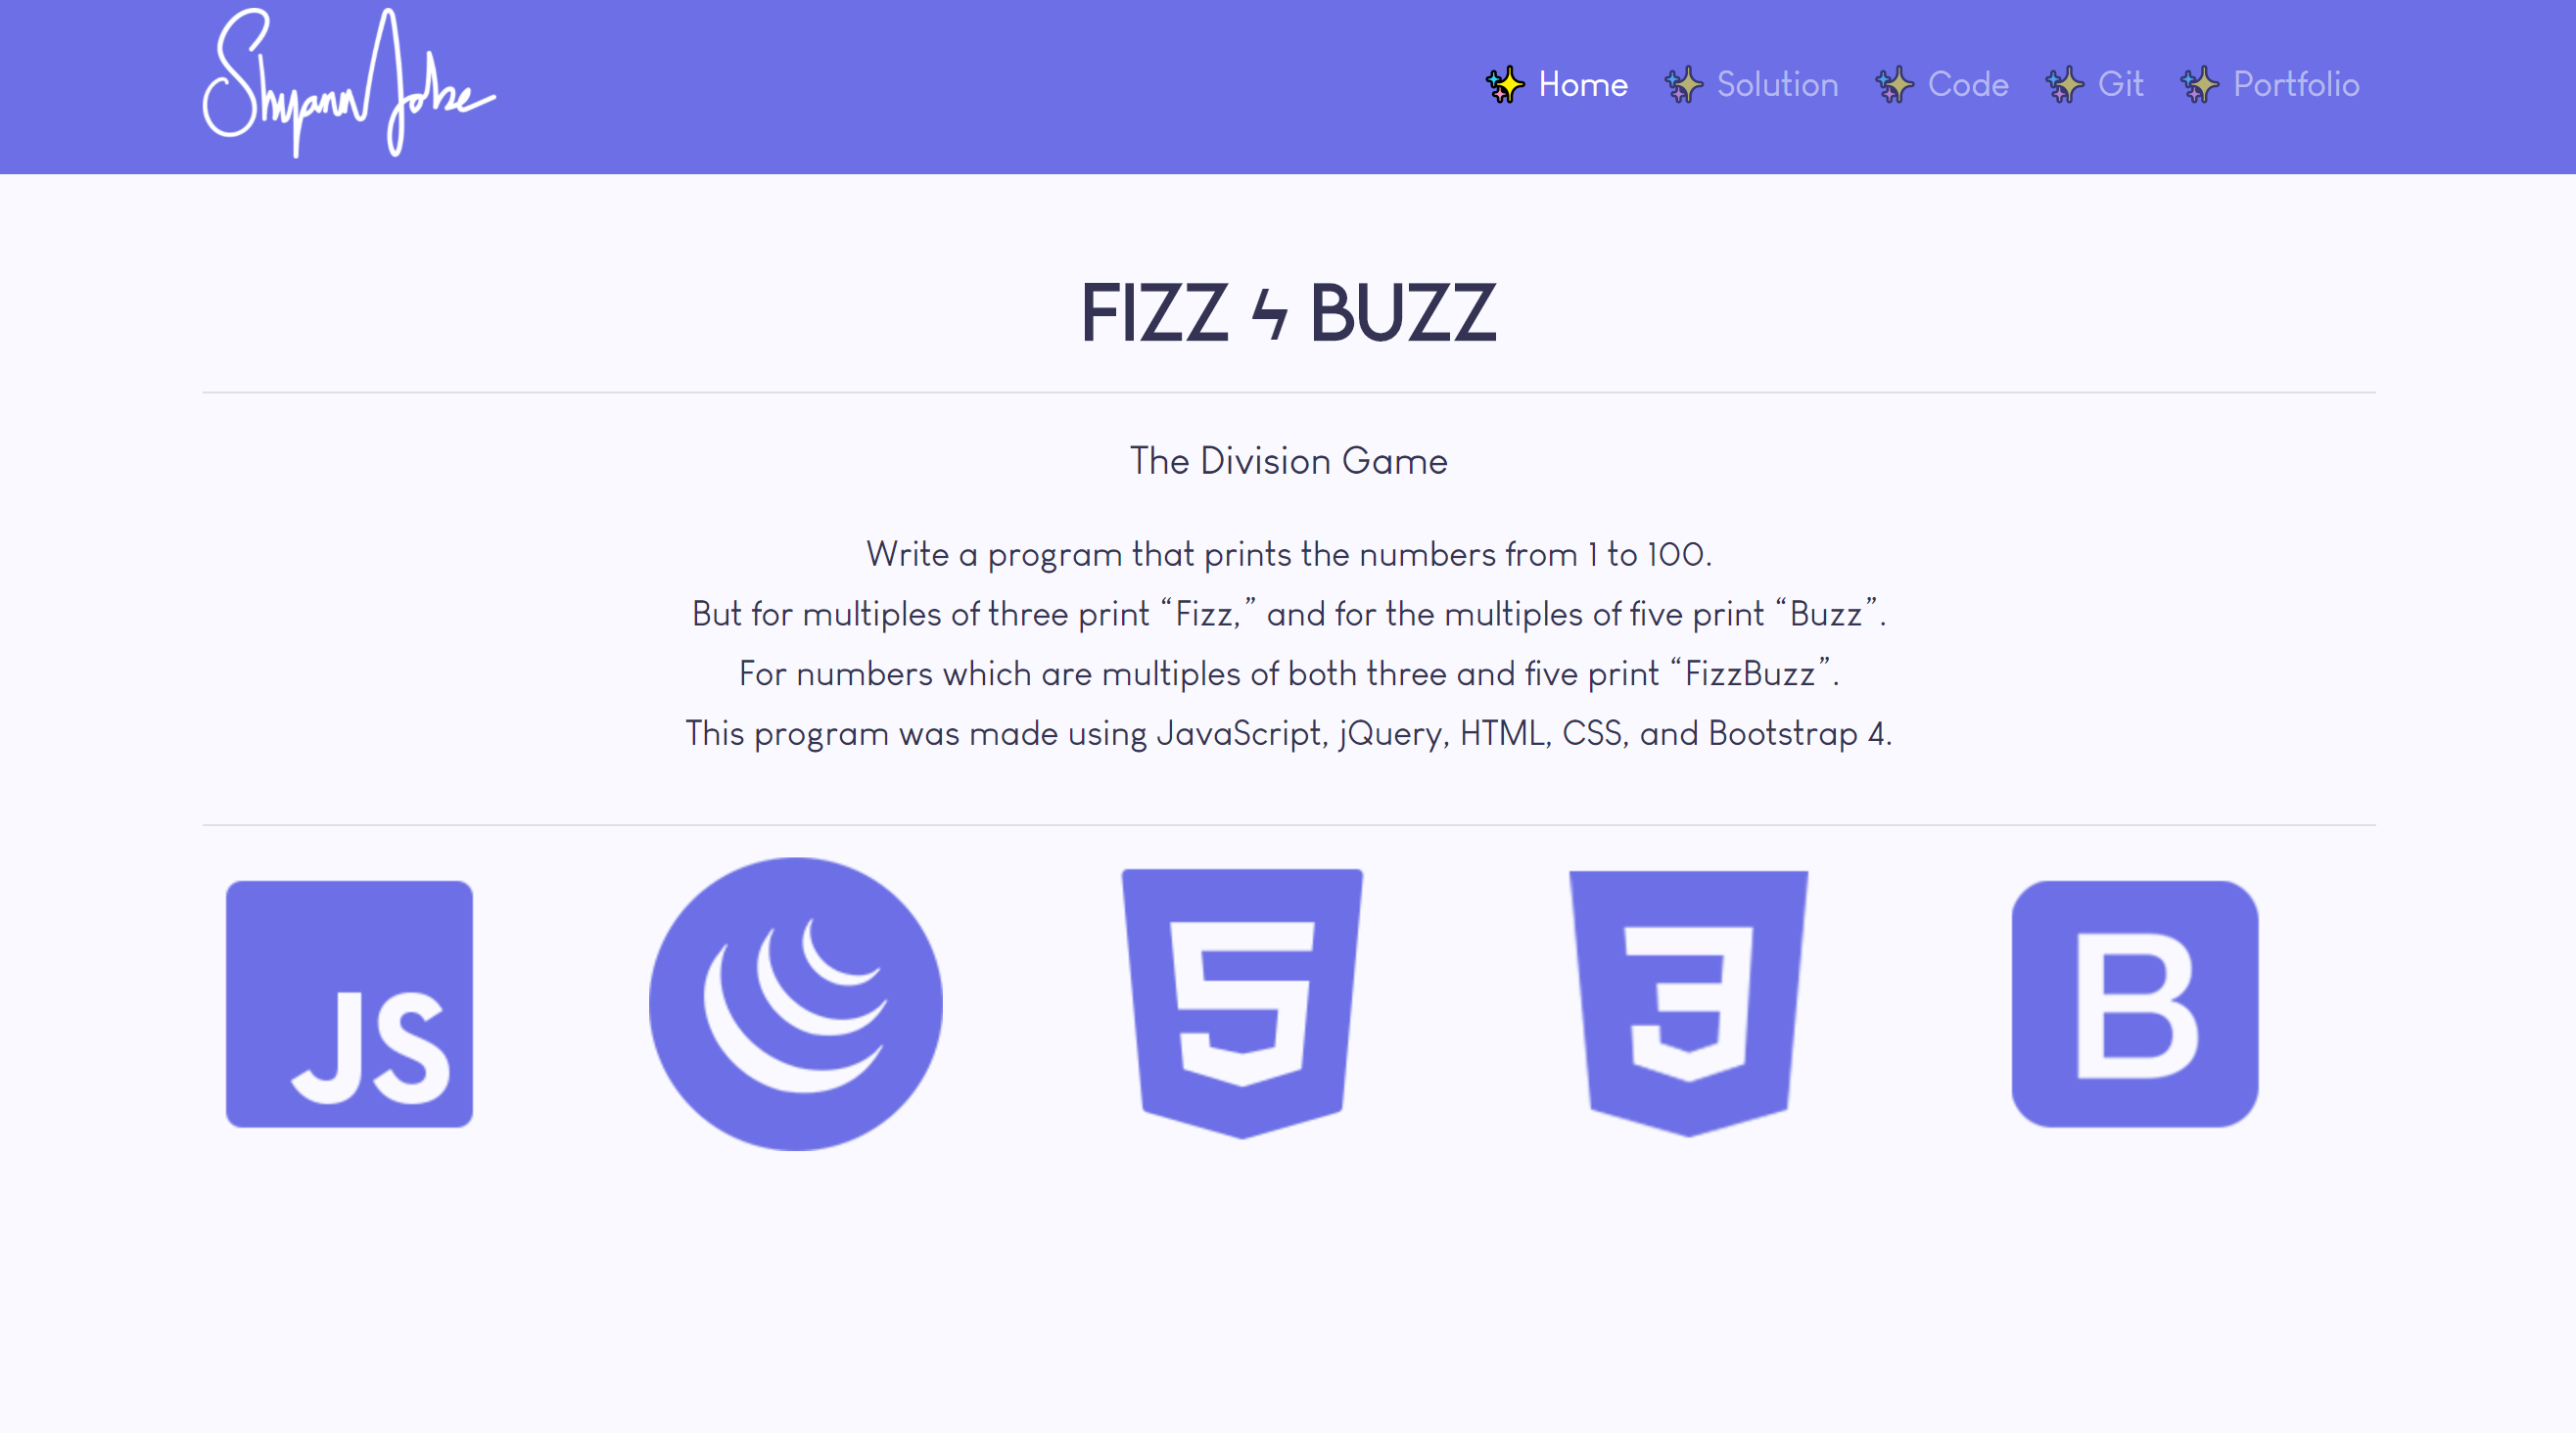 Shyann Jobe
Home Solution Code Git Portfolio
FIZZ ϟ BUZZ
The Division Game
Write a program that prints the numbers from 1 to 100.
But for multiples of three print “Fizz,” and for the multiples of five print “Buzz”.
For numbers which are multiples of both three and five print “FizzBuzz”.
This program was made using JavaScript, jQuery, HTML, CSS, and Bootstrap 4.
JS 5 3 B